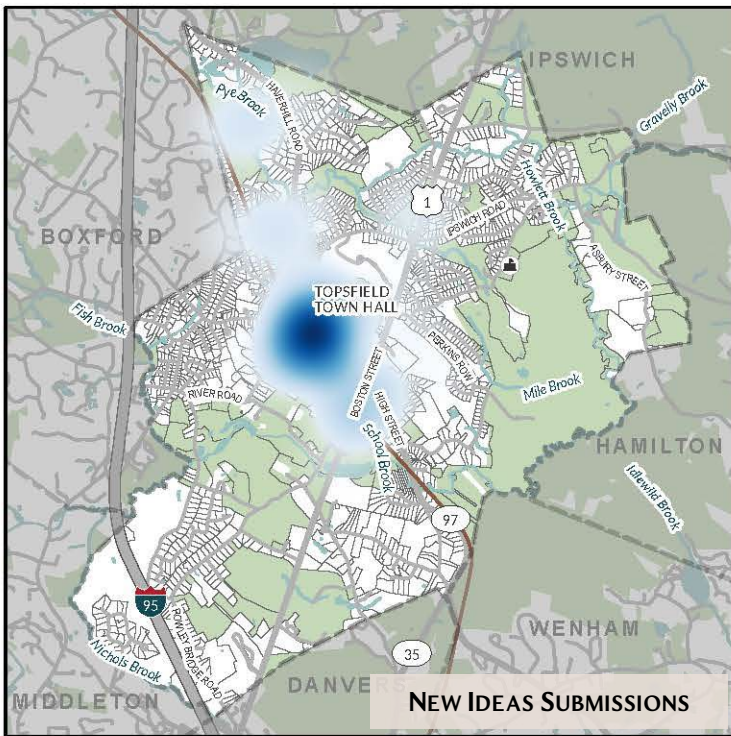 IPSWICH
Gravelly Brook
Pye Brook
HAVERHILL ROAD
Howlett Brook
1
IPSWICH ROAD
ASBURY STREET
BOXFORD
TOPSFIELD
TOWN HALL
Fish Brook
PERKINS ROW
BOSTON STREET
RIVER ROAD
HIGH STREET
School Brook
Mile Brook
HAMILTON
Idlewild Brook
97
95
ROWLEY BRIDGE ROAD
Nichols Brook
35
WENHAM
DANVERS
MIDDLETON
NEW IDEAS SUBMISSIONS